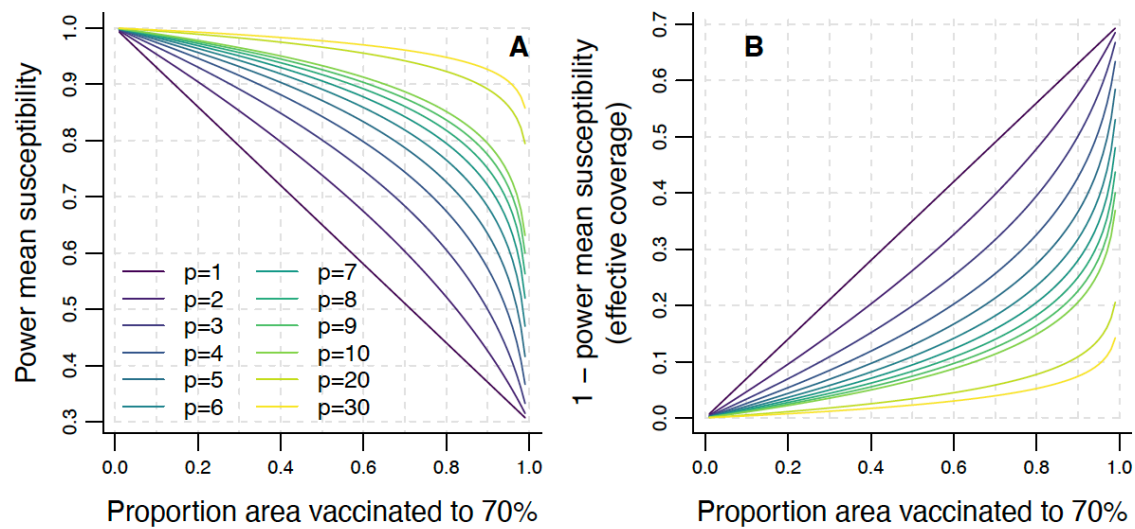 A
Power mean susceptibility
1.0
0.9
0.8
0.7
0.6
0.5
0.4
0.3
p=1
p=2
p=3
p=4
p=5
p=6
p=7
p=8
p=9
p=10
p=20
p=30
0.0 0.2 0.4 0.6 0.8 1.0
Proportion area vaccinated to 70%
B
1 − power mean susceptibility
(effective coverage)
0.7
0.6
0.5
0.4
0.3
0.2
0.1
0.0
0.0 0.2 0.4 0.6 0.8 1.0
Proportion area vaccinated to 70%